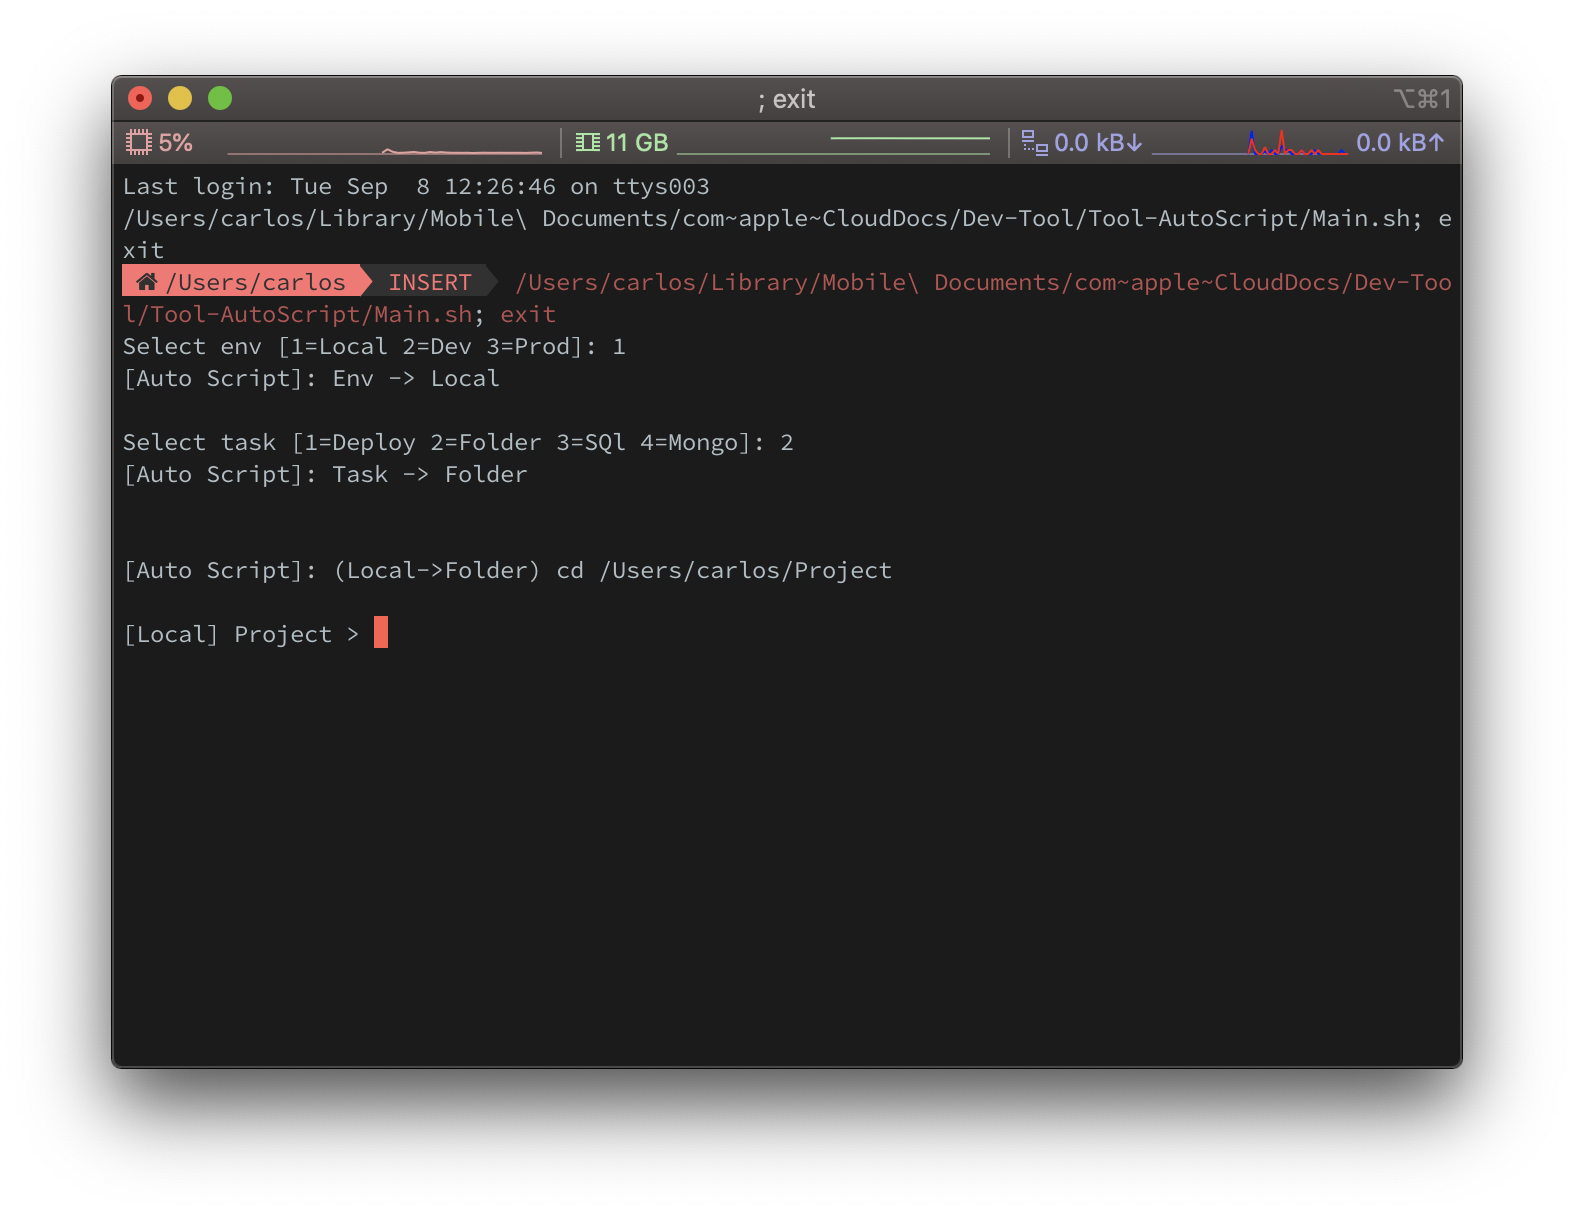 ; exit
⌥⌘1
5%
11 GB
0.0 kB↓
0.0 kB↑
Last login: Tue Sep  8 12:26:46 on ttys003
/Users/carlos/Library/Mobile\ Documents/com~apple~CloudDocs/Dev-Tool/Tool-AutoScript/Main.sh; e
xit
/Users/carlos INSERT /Users/carlos/Library/Mobile\ Documents/com~apple~CloudDocs/Dev-Too
l/Tool-AutoScript/Main.sh; exit
Select env [1=Local 2=Dev 3=Prod]: 1
[Auto Script]: Env -> Local
Select task [1=Deploy 2=Folder 3=SQl 4=Mongo]: 2
[Auto Script]: Task -> Folder
[Auto Script]: (Local->Folder) cd /Users/carlos/Project
[Local] Project >